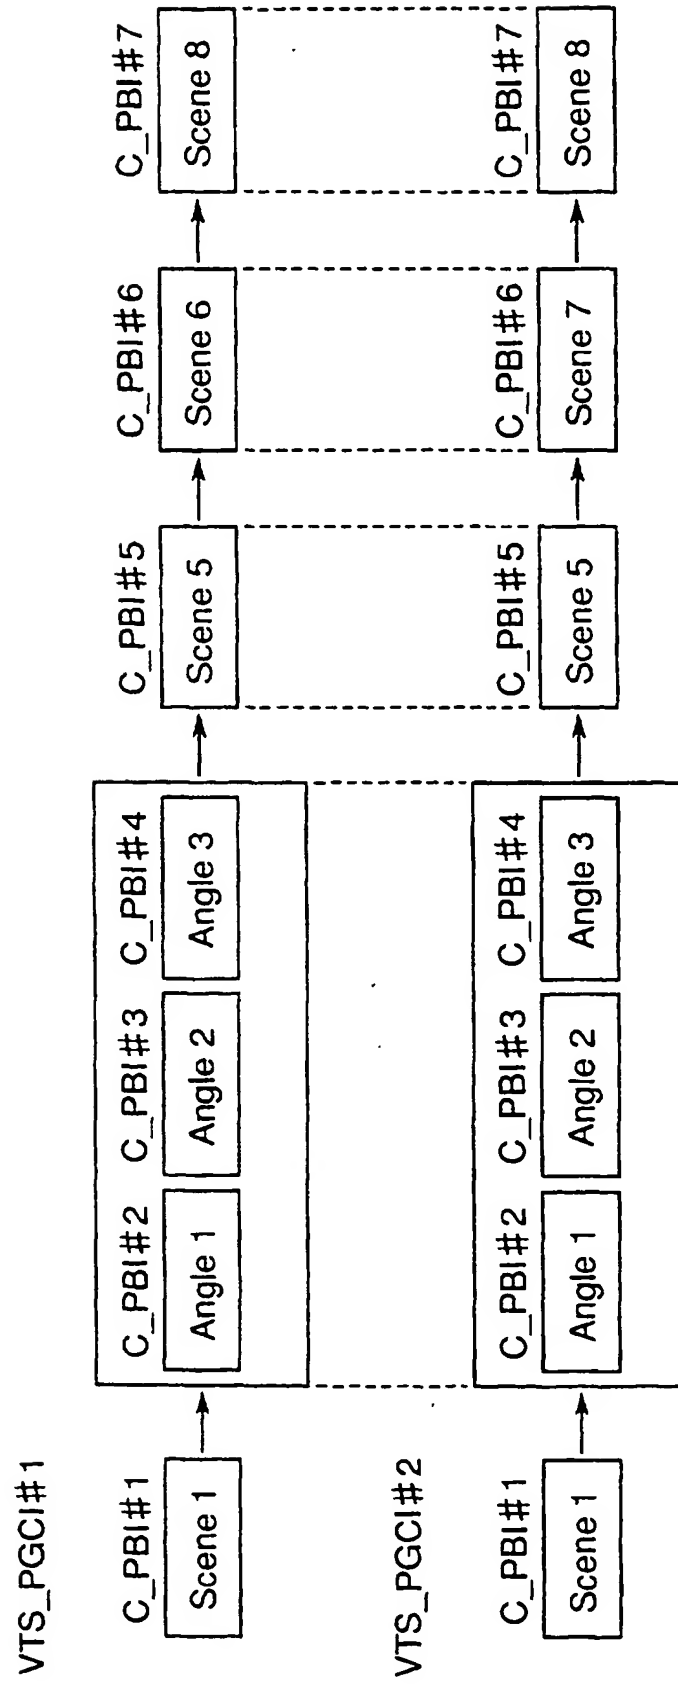 VTS_PGCI#1
C_PBI#1
Scene 1
C_PBI#2
Angle 1
C_PBI#3
Angle 2
C_PBI#4
Angle 3
C_PBI#5
Scene 5
C_PBI#6
Scene 6
C_PBI#7
Scene 8
VTS_PGCI#2
C_PBI#1
Scene 1
C_PBI#2
Angle 1
C_PBI#3
Angle 2
C_PBI#4
Angle 3
C_PBI#5
Scene 5
C_PBI#6
Scene 7
C_PBI#7
Scene 8